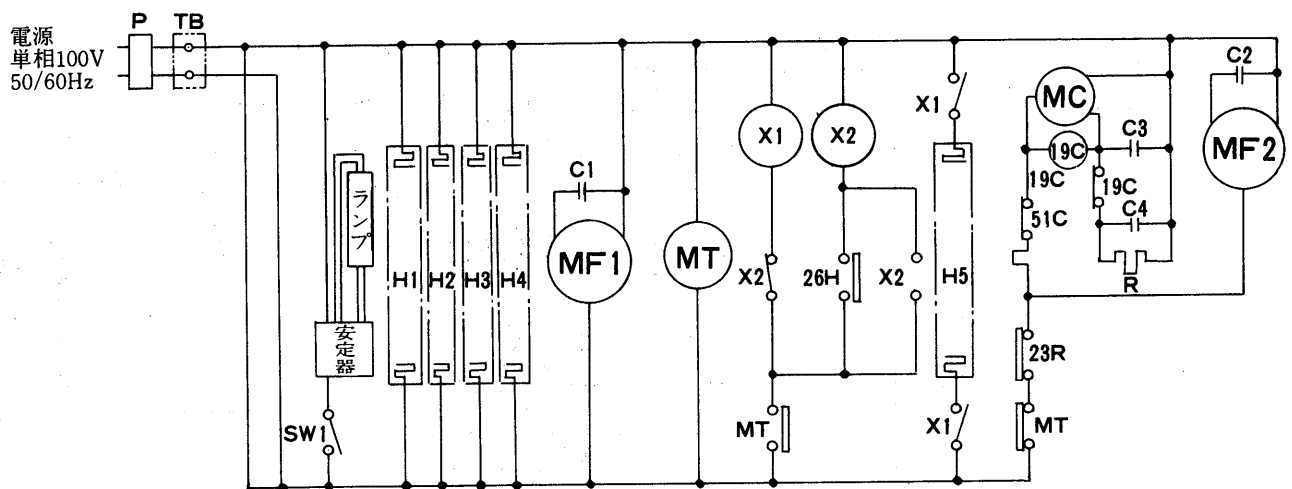 電源
単相100V
50/60Hz
P
TB
ランプ
安定器
SW1
H1
H2
H3
H4
C1
MF1
MT
X1
X2
X2
26H
X2
MT
X1
H5
X1
MC
19C
C3
19C
19C
51C
C4
R
23R
MT
C2
MF2